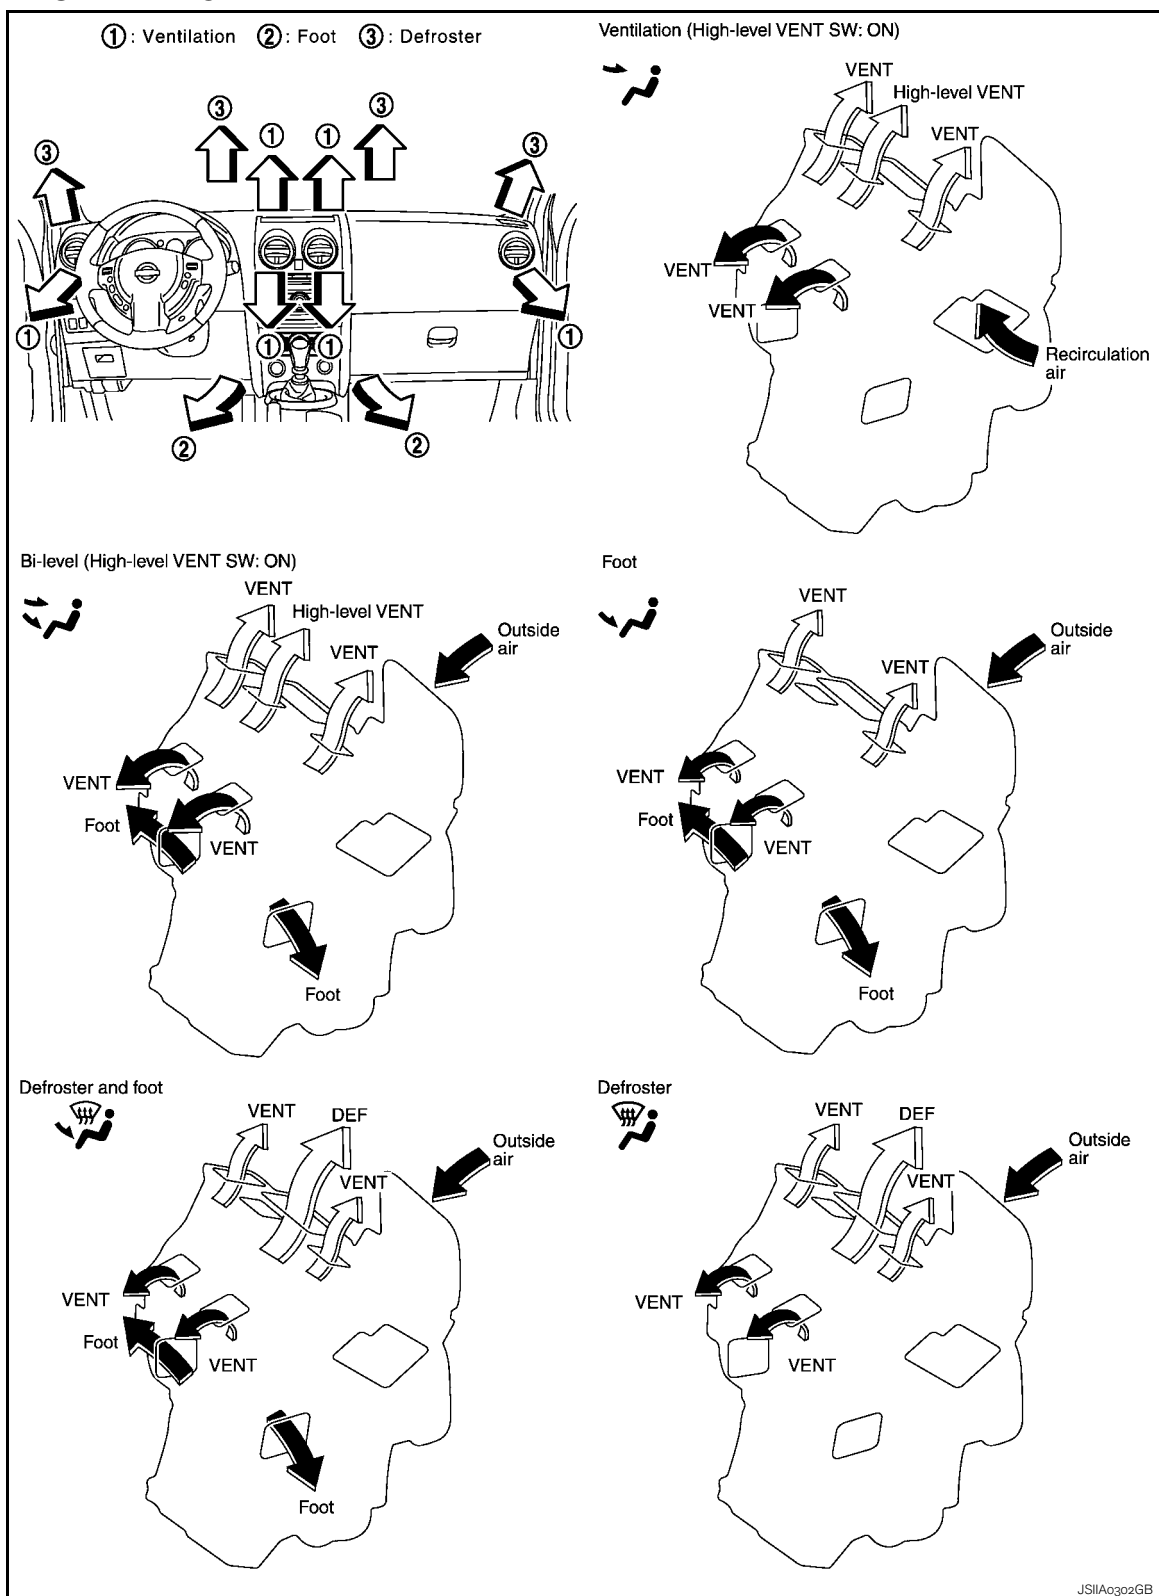 ①: Ventilation ②: Foot ③: Defroster
③
③
①
①
③
③
①
①
①
①
②
②
Ventilation (High-level VENT SW: ON)
VENT
High-level VENT
VENT
VENT
VENT
Recirculation
air
Bi-level (High-level VENT SW: ON)
VENT
High-level VENT
VENT
Outside
air
VENT
Foot
VENT
Foot
Foot
VENT
VENT
Outside
air
VENT
Foot
VENT
Foot
Defroster and foot
VENT
DEF
VENT
Outside
air
VENT
Foot
VENT
Foot
Defroster
VENT
DEF
VENT
Outside
air
VENT
VENT
JSIIA0302GB